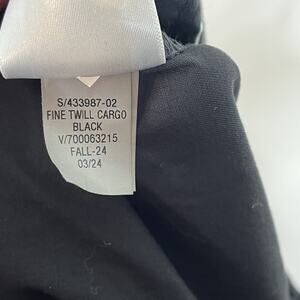 S/433987-02
FINE TWILL CARGO
BLACK
V/700063215
FALL-24
03/24